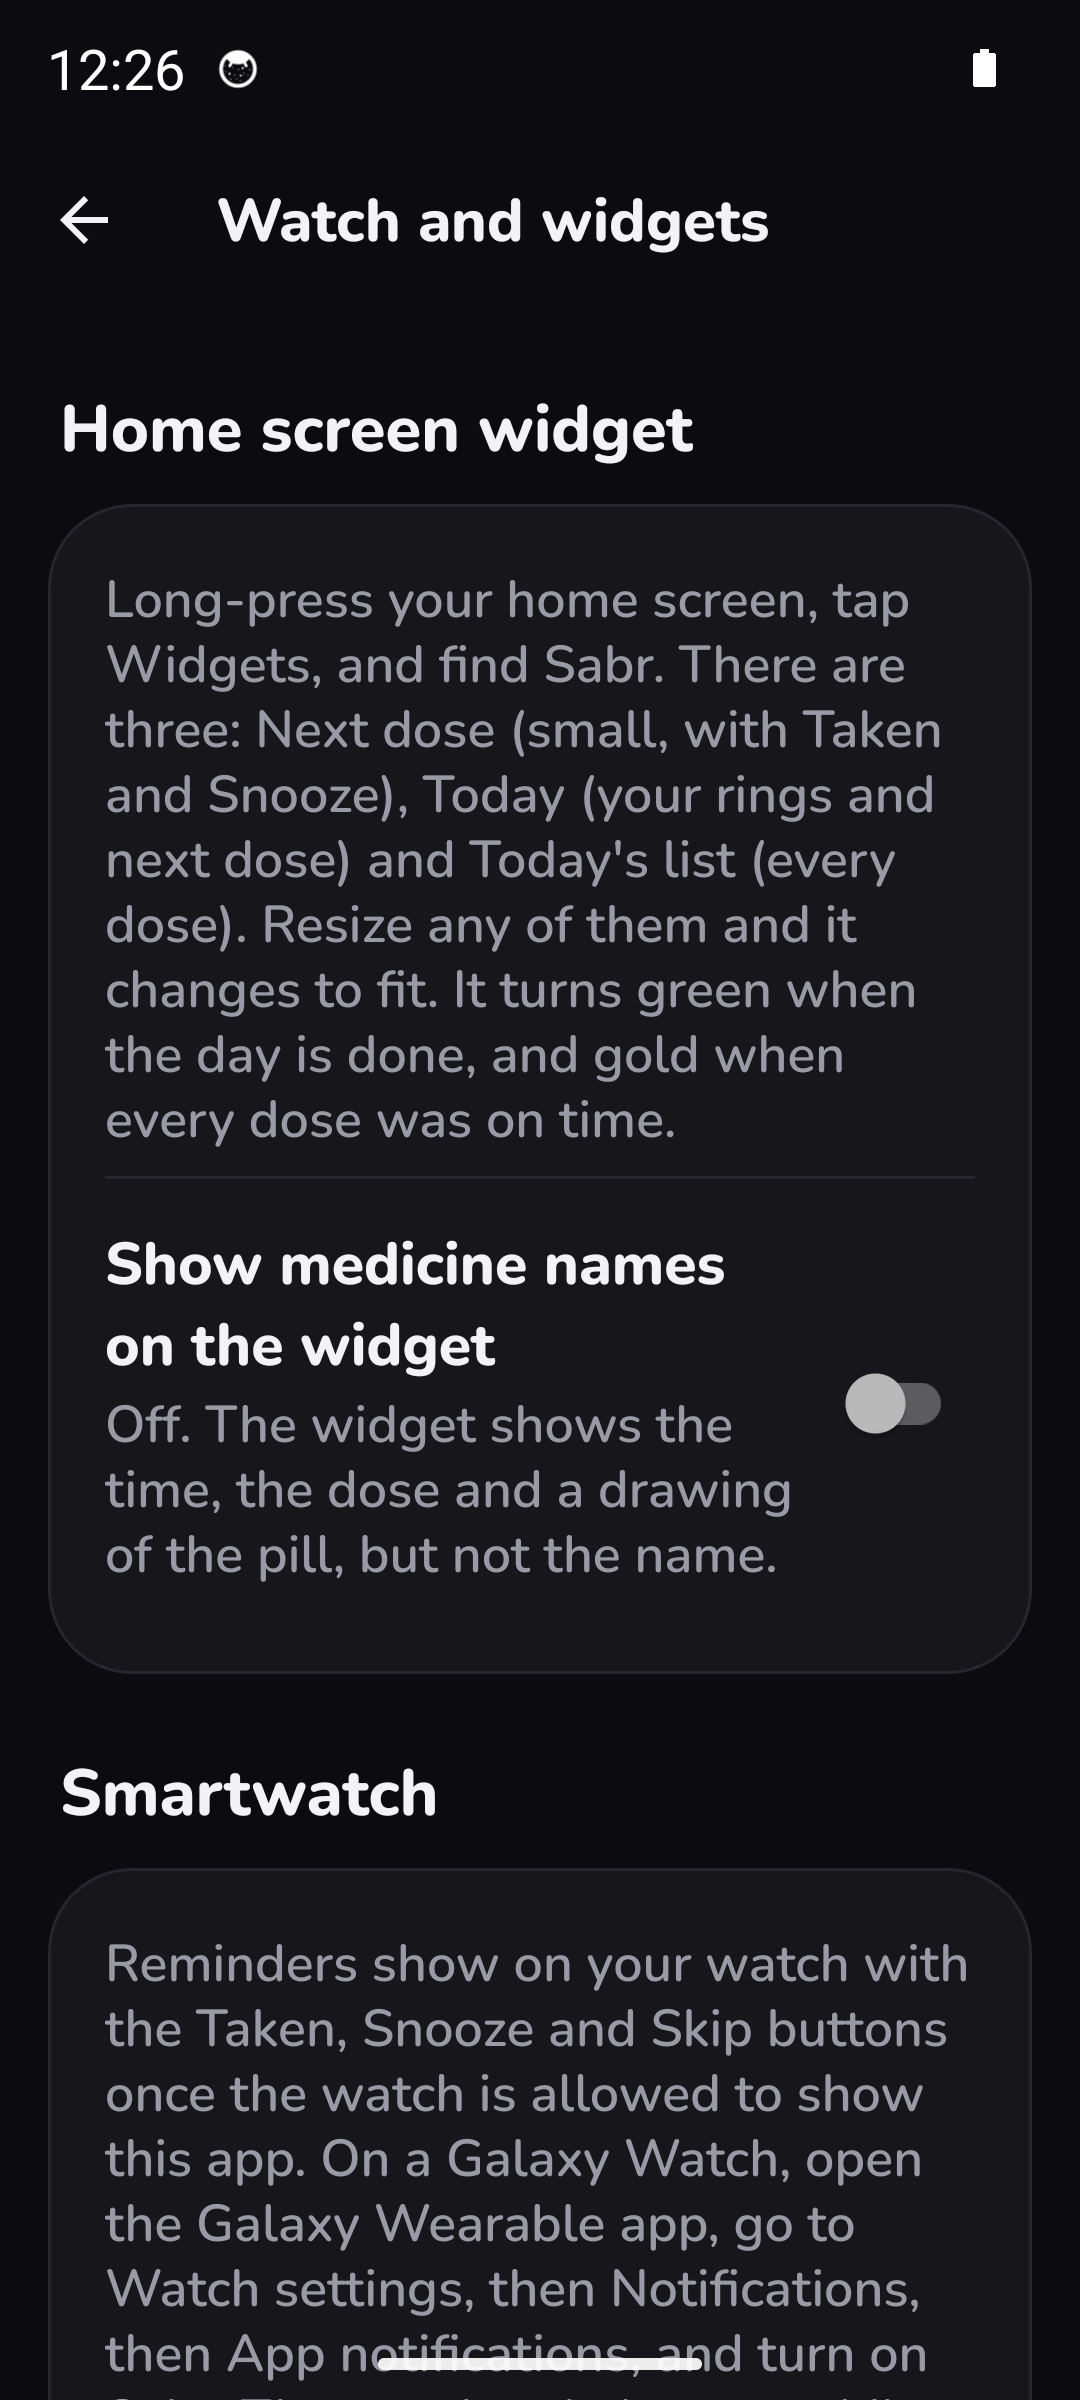 12:26
Watch and widgets
Home screen widget
Long-press your home screen, tap
Widgets, and find Sabr. There are
three: Next dose (small, with Taken
and Snooze), Today (your rings and
next dose) and Today's list (every
dose). Resize any of them and it
changes to fit. It turns green when
the day is done, and gold when
every dose was on time.
Show medicine names
on the widget
Off. The widget shows the
time, the dose and a drawing
of the pill, but not the name.
Smartwatch
Reminders show on your watch with
the Taken, Snooze and Skip buttons
once the watch is allowed to show
this app. On a Galaxy Watch, open
the Galaxy Wearable app, go to
Watch settings, then Notifications,
then App notifications, and turn on